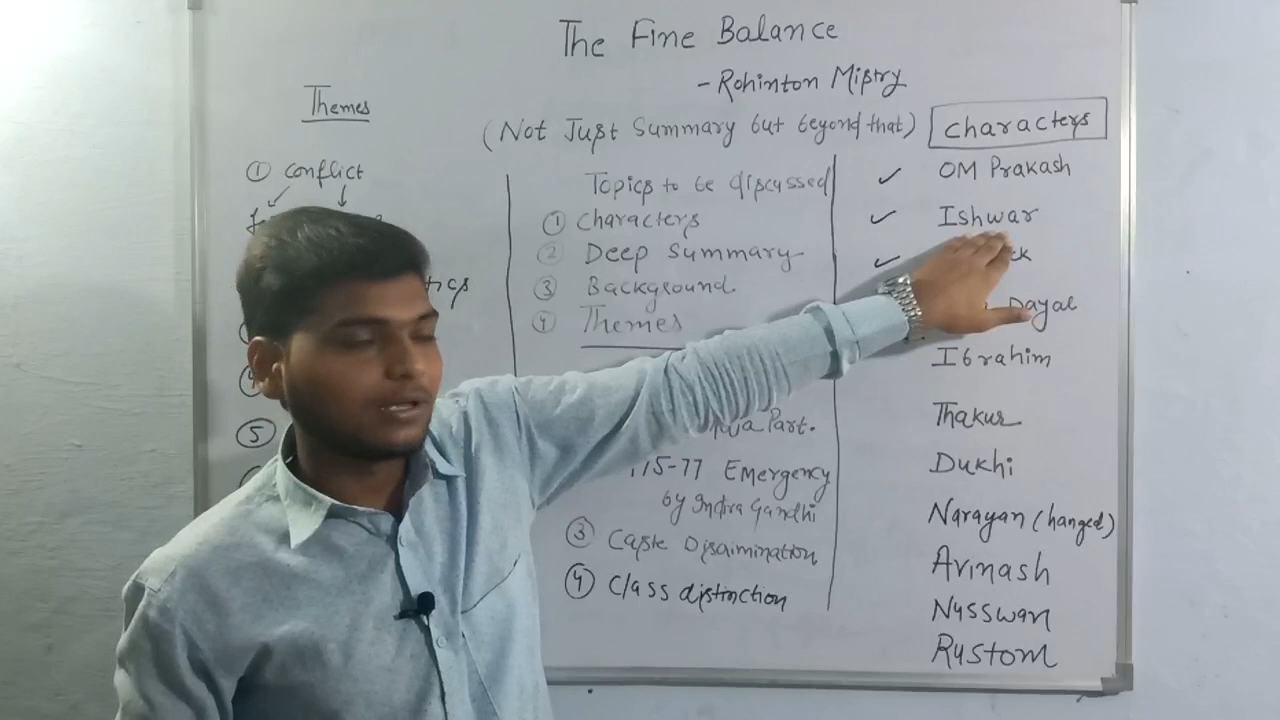 The Fine Balance
- Rohinton Mistry
(Not Just Summary but beyond that)
Themes
① conflict
⑤
Topics to be discussed
① Characters
② Deep Summary
③ Background
④ Themes
Part.
75-77 Emergency
by Indira Gandhi
③ Caste Discrimination
④ Class distinction
Characters
✓ OM Prakash
✓ Ishwar
✓
Dayal
Ibrahim
Thakur
Dukhi
Narayan (hanged)
Avinash
Nusswan
Rustom